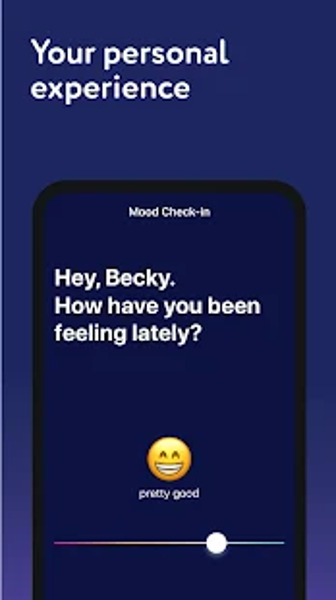 Your personal
experience
Mood Check-in
Hey, Becky.
How have you been
feeling lately?
pretty good